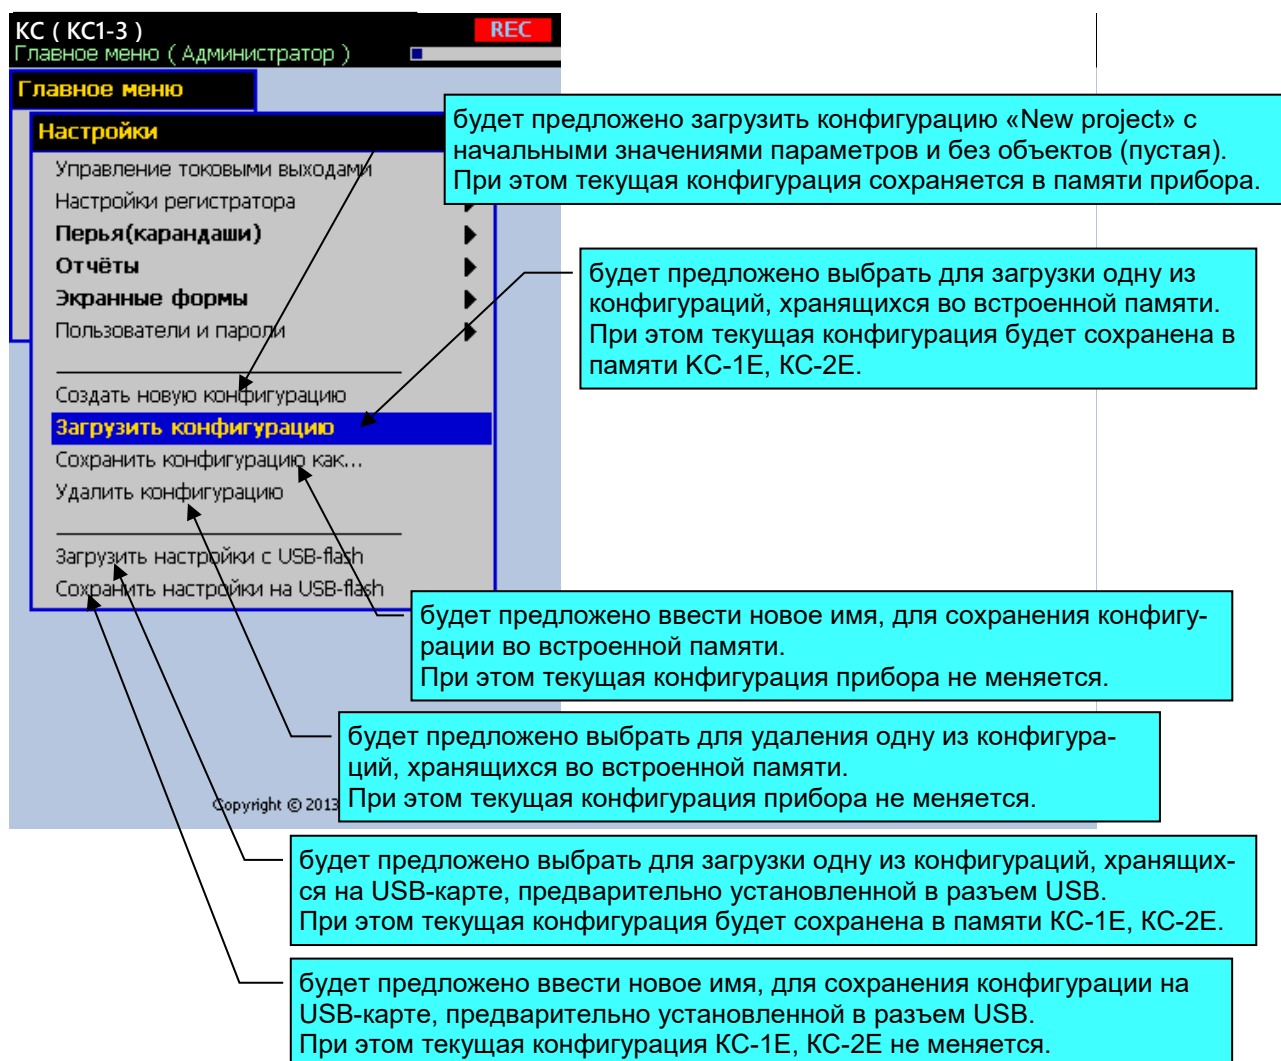 КС ( КС1-3 )
REC
Главное меню ( Администратор )
Главное меню
Настройки
Управление токовыми выходами
Настройки регистратора
Перья(карандаши)
Отчёты
Экранные формы
Пользователи и пароли
Создать новую конфигурацию
Загрузить конфигурацию
Сохранить конфигурацию как...
Удалить конфигурацию
Загрузить настройки с USB-flash
Сохранить настройки на USB-flash
будет предложено загрузить конфигурацию «New project» с
начальными значениями параметров и без объектов (пустая).
При этом текущая конфигурация сохраняется в памяти прибора.
будет предложено выбрать для загрузки одну из
конфигураций, хранящихся во встроенной памяти.
При этом текущая конфигурация будет сохранена в
памяти КС-1Е, КС-2Е.
будет предложено ввести новое имя, для сохранения конфигу-
рации во встроенной памяти.
При этом текущая конфигурация прибора не меняется.
будет предложено выбрать для удаления одну из конфигура-
ций, хранящихся во встроенной памяти.
При этом текущая конфигурация прибора не меняется.
Copyright © 2013
будет предложено выбрать для загрузки одну из конфигураций, хранящих-
ся на USB-карте, предварительно установленной в разъем USB.
При этом текущая конфигурация будет сохранена в памяти КС-1Е, КС-2Е.
будет предложено ввести новое имя, для сохранения конфигурации на
USB-карте, предварительно установленной в разъем USB.
При этом текущая конфигурация КС-1Е, КС-2Е не меняется.